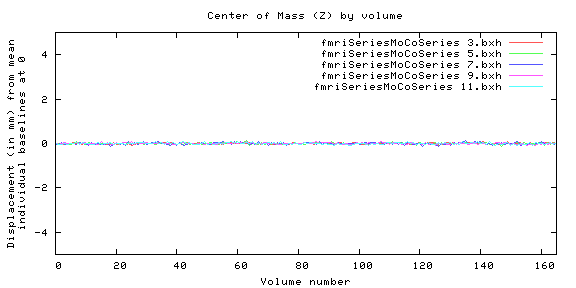 Center of Mass (Z) by volume
fmriSeriesMoCoSeries 3.bxh
fmriSeriesMoCoSeries 5.bxh
fmriSeriesMoCoSeries 7.bxh
fmriSeriesMoCoSeries 9.bxh
fmriSeriesMoCoSeries 11.bxh
Displacement (in mm) from mean
individual baselines at 0
4
2
0
-2
-4
0 20 40 60 80 100 120 140 160
Volume number